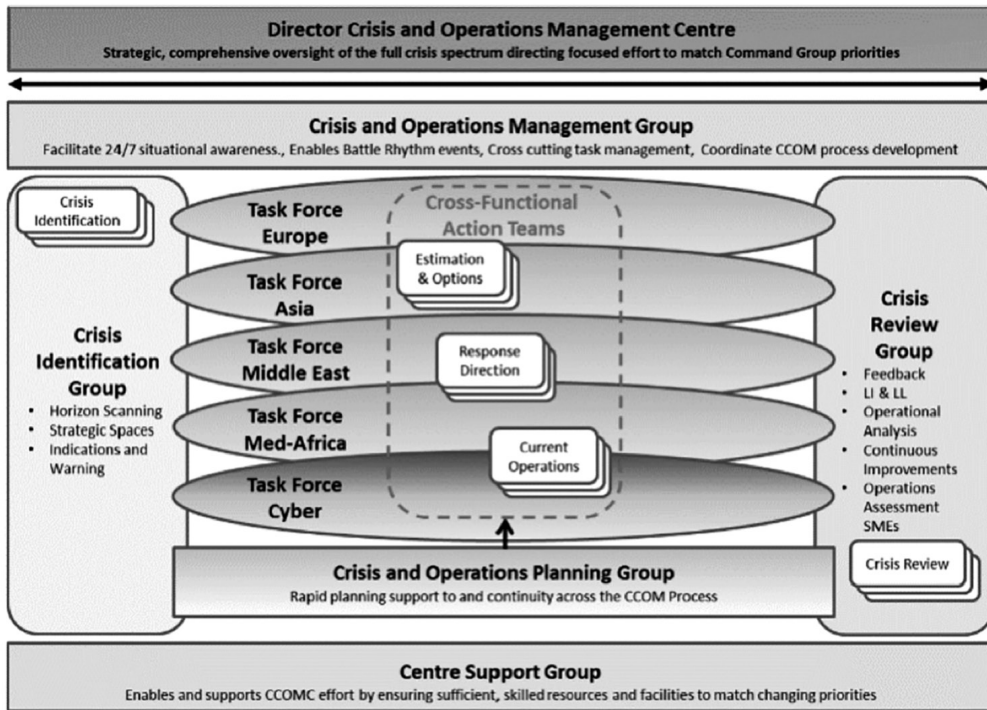 Director Crisis and Operations Management Centre
Strategic, comprehensive oversight of the full crisis spectrum directing focused effort to match Command Group priorities
Crisis and Operations Management Group
Facilitate 24/7 situational awareness., Enables Battle Rhythm events, Cross cutting task management, Coordinate CCOM process development
Crisis
Identification
Crisis
Identification
Group
• Horizon Scanning
• Strategic Spaces
• Indications and
Warning
Task Force
Europe
Task Force
Asia
Task Force
Middle East
Task Force
Med-Africa
Task Force
Cyber
Cross-Functional
Action Teams
Estimation
& Options
Response
Direction
Current
Operations
Crisis
Review
Group
• Feedback
• LI & LL
• Operational
Analysis
• Continuous
Improvements
• Operations
Assessment
SMEs
Crisis Review
Crisis and Operations Planning Group
Rapid planning support to and continuity across the CCOM Process
Centre Support Group
Enables and supports CCOMC effort by ensuring sufficient, skilled resources and facilities to match changing priorities